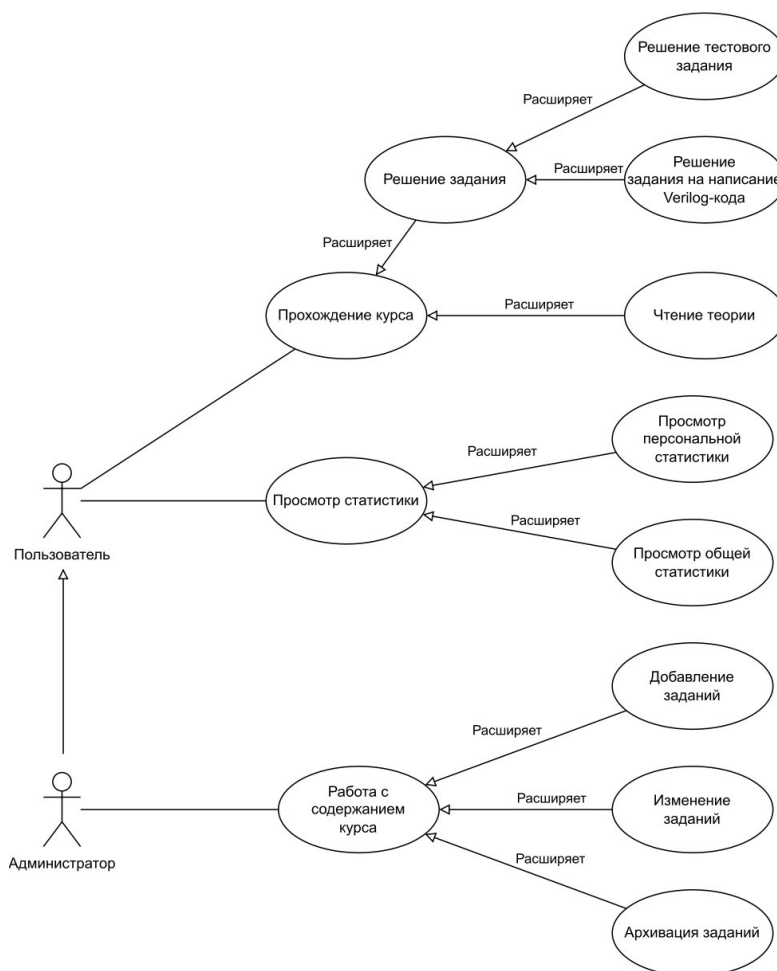 Решение тестового
задания
Расширяет
Решение задания
Расширяет
Решение
задания на написание
Verilog-кода
Расширяет
Прохождение курса
Расширяет
Чтение теории
Просмотр
персональной
статистики
Расширяет
Просмотр статистики
Расширяет
Просмотр общей
статистики
Пользователь
Добавление
заданий
Расширяет
Работа с
содержанием
курса
Расширяет
Изменение
заданий
Расширяет
Администратор
Архивация заданий